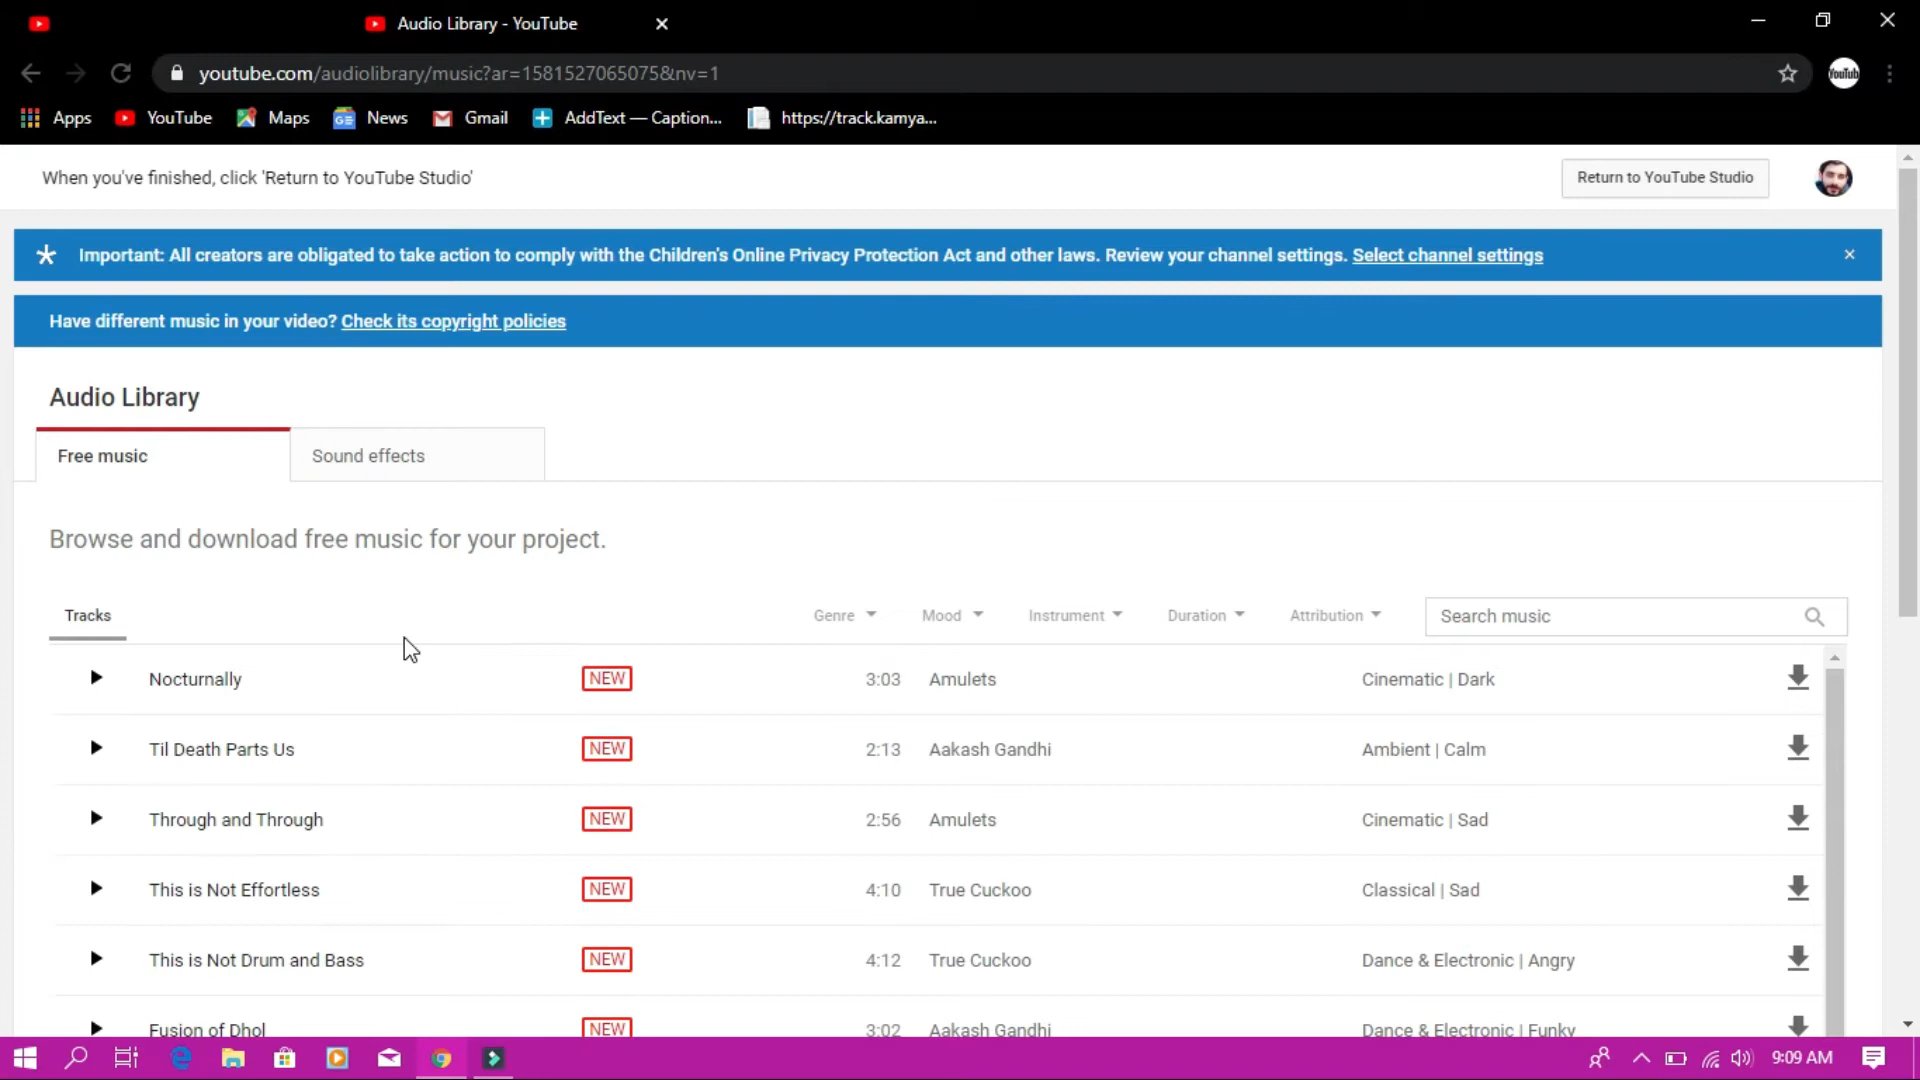 Audio Library - YouTube
youtube.com/audiolibrary/music?ar=1581527065075&nv=1
Apps YouTube Maps News Gmail AddText — Caption... https://track.kamya...
When you've finished, click 'Return to YouTube Studio' Return to YouTube Studio
Important: All creators are obligated to take action to comply with the Children's Online Privacy Protection Act and other laws. Review your channel settings. Select channel settings
Have different music in your video? Check its copyright policies
Audio Library
Free music Sound effects
Browse and download free music for your project.
Tracks Genre Mood Instrument Duration Attribution Search music
Nocturnally NEW 3:03 Amulets Cinematic | Dark
Til Death Parts Us NEW 2:13 Aakash Gandhi Ambient | Calm
Through and Through NEW 2:56 Amulets Cinematic | Sad
This is Not Effortless NEW 4:10 True Cuckoo Classical | Sad
This is Not Drum and Bass NEW 4:12 True Cuckoo Dance & Electronic | Angry
Fusion of Dhol NEW 3:02 Aakash Gandhi Dance & Electronic | Funky
9:09 AM